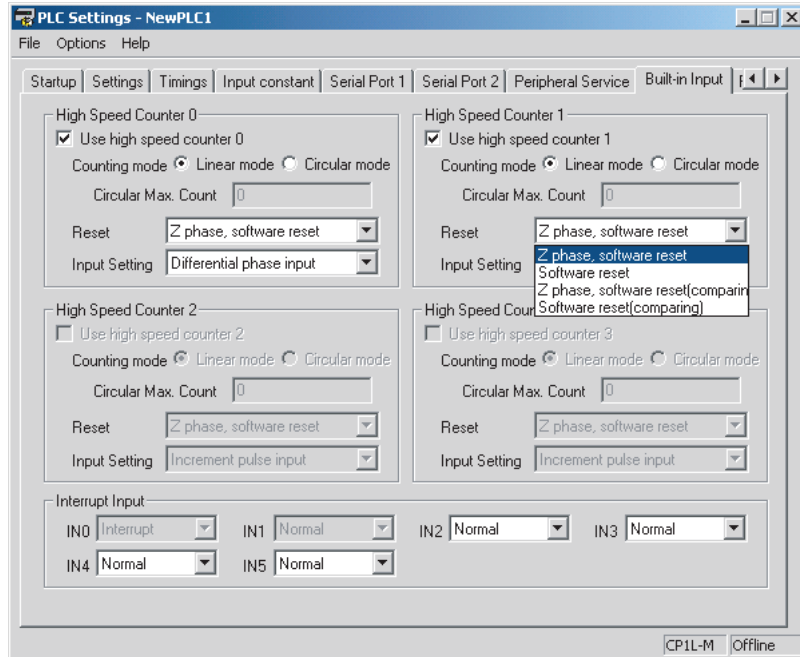 PLC Settings - NewPLC1
File Options Help
Startup Settings Timings Input constant Serial Port 1 Serial Port 2 Peripheral Service Built-in Input
High Speed Counter 0
Use high speed counter 0
Counting mode Linear mode Circular mode
Circular Max. Count 0
Reset Z phase, software reset
Input Setting Differential phase input
High Speed Counter 1
Use high speed counter 1
Counting mode Linear mode Circular mode
Circular Max. Count 0
Reset Z phase, software reset
Input Setting
Z phase, software reset
Software reset
Z phase, software reset(comparin
Software reset(comparing)
High Speed Counter 2
Use high speed counter 2
Counting mode Linear mode Circular mode
Circular Max. Count 0
Reset Z phase, software reset
Input Setting Increment pulse input
High Speed Cour
Use high speed counter 3
Counting mode Linear mode Circular mode
Circular Max. Count 0
Reset Z phase, software reset
Input Setting Increment pulse input
Interrupt Input
IN0 Interrupt IN1 Normal IN2 Normal IN3 Normal
IN4 Normal IN5 Normal
CP1L-M Offline